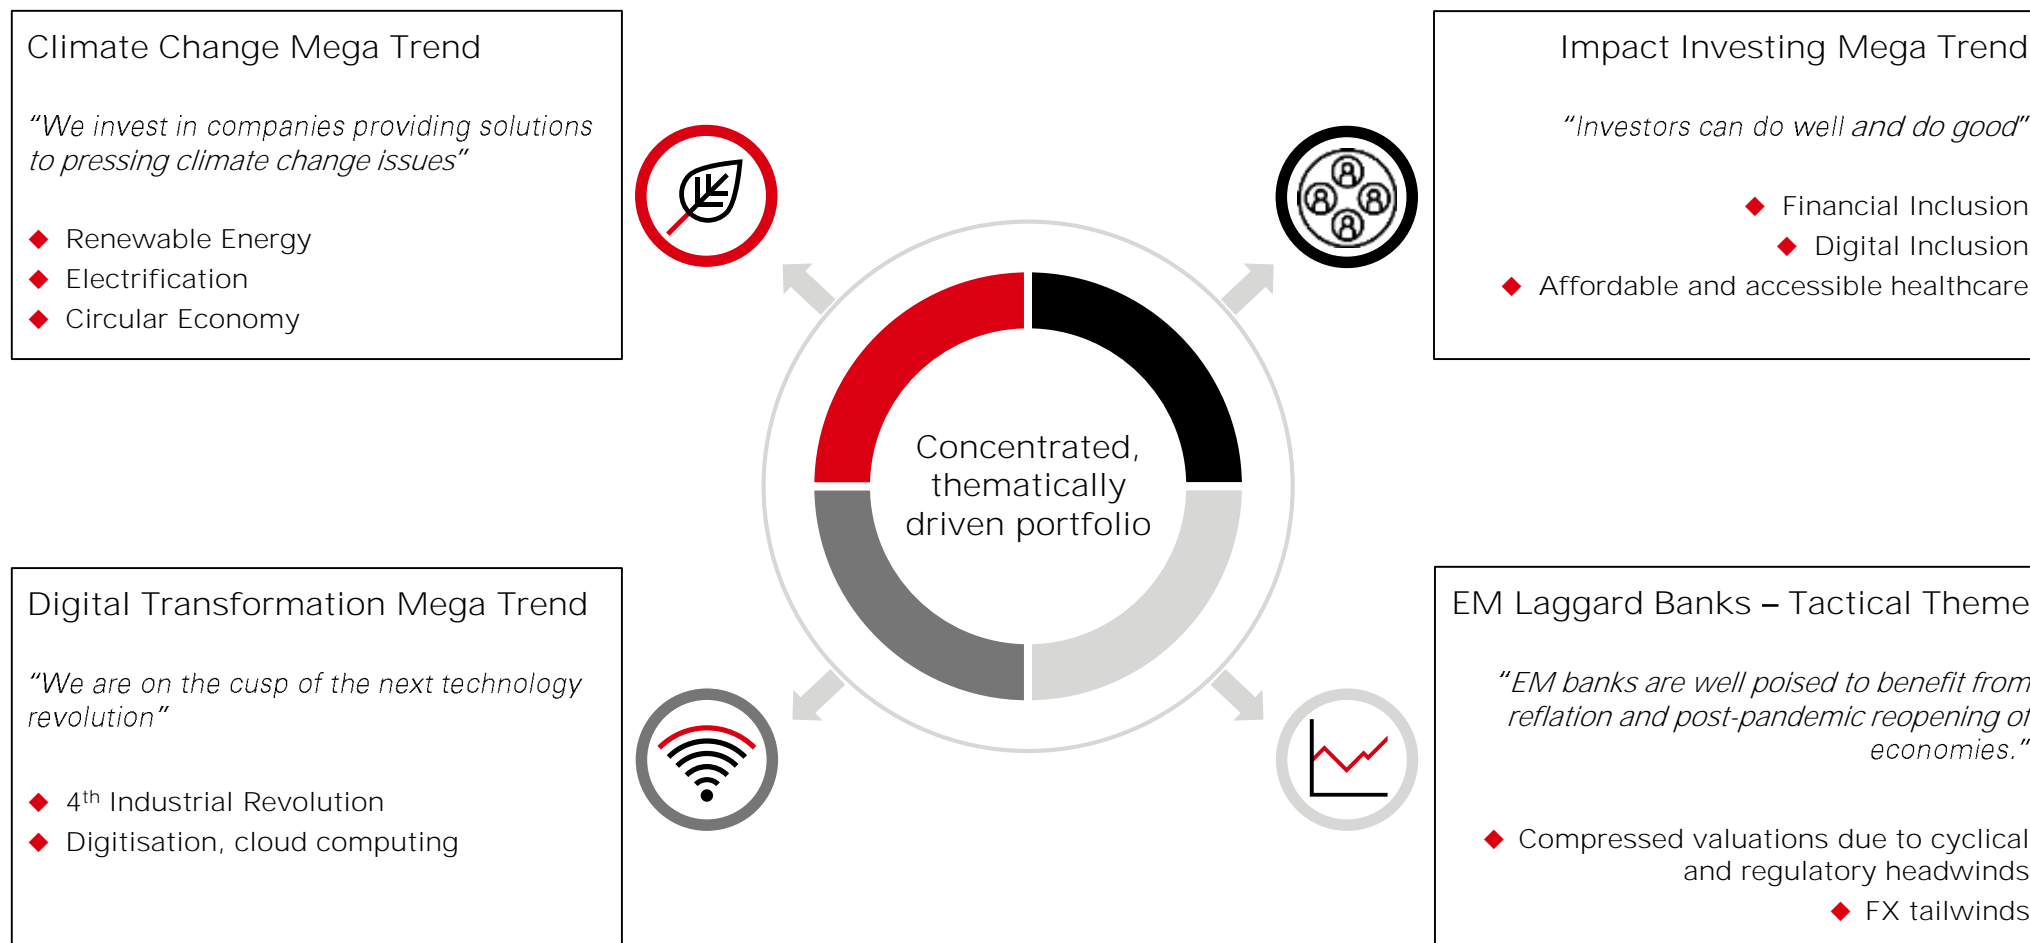 Climate Change Mega Trend
"We invest in companies providing solutions
to pressing climate change issues"
◆ Renewable Energy
◆ Electrification
◆ Circular Economy
Impact Investing Mega Trend
"Investors can do well and do good"
◆ Financial Inclusion
◆ Digital Inclusion
◆ Affordable and accessible healthcare
Concentrated,
thematically
driven portfolio
Digital Transformation Mega Trend
"We are on the cusp of the next technology
revolution"
◆ 4th Industrial Revolution
◆ Digitisation, cloud computing
EM Laggard Banks – Tactical Theme
"EM banks are well poised to benefit from
reflation and post-pandemic reopening of
economies."
◆ Compressed valuations due to cyclical
and regulatory headwinds
◆ FX tailwinds